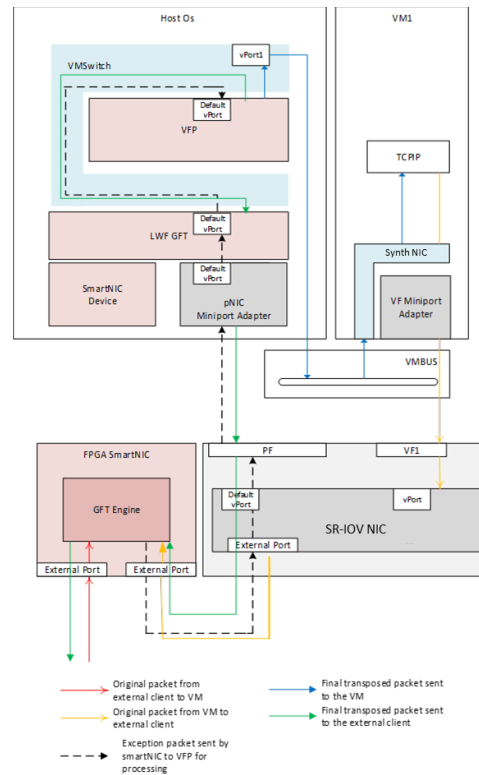 Host Os
VM1
VMSwitch
vPort1
Default
vPort
VFP
TCPIP
Default
vPort
LWF GFT
Synth NIC
SmartNIC
Device
Default
vPort
pNIC
Miniport Adapter
VF Miniport
Adapter
VMBUS
FPGA SmartNIC
PF
VF1
GFT Engine
Default
vPort
vPort
SR-IOV NIC
External Port
External Port
External Port
Original packet from
external client to VM
Final transposed packet sent
to the VM
Original packet from VM to
external client
Final transposed packet sent
to the external client
Exception packet sent by
smartNIC to VFP for
processing